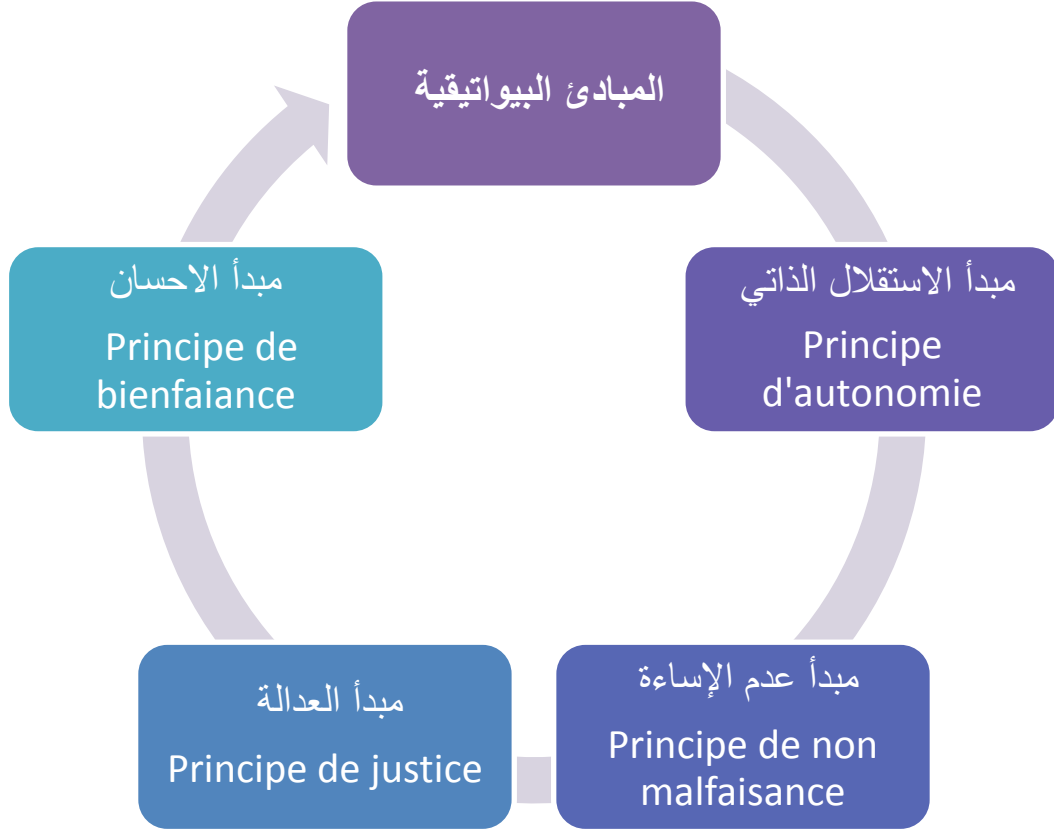 المبادئ البيواتيقية
مبدأ الاستقلال الذاتي
Principe
d'autonomie
مبدأ عدم الإساءة
Principe de non
malfaisance
مبدأ العدالة
Principe de justice
مبدأ الاحسان
Principe de
bienfaiance